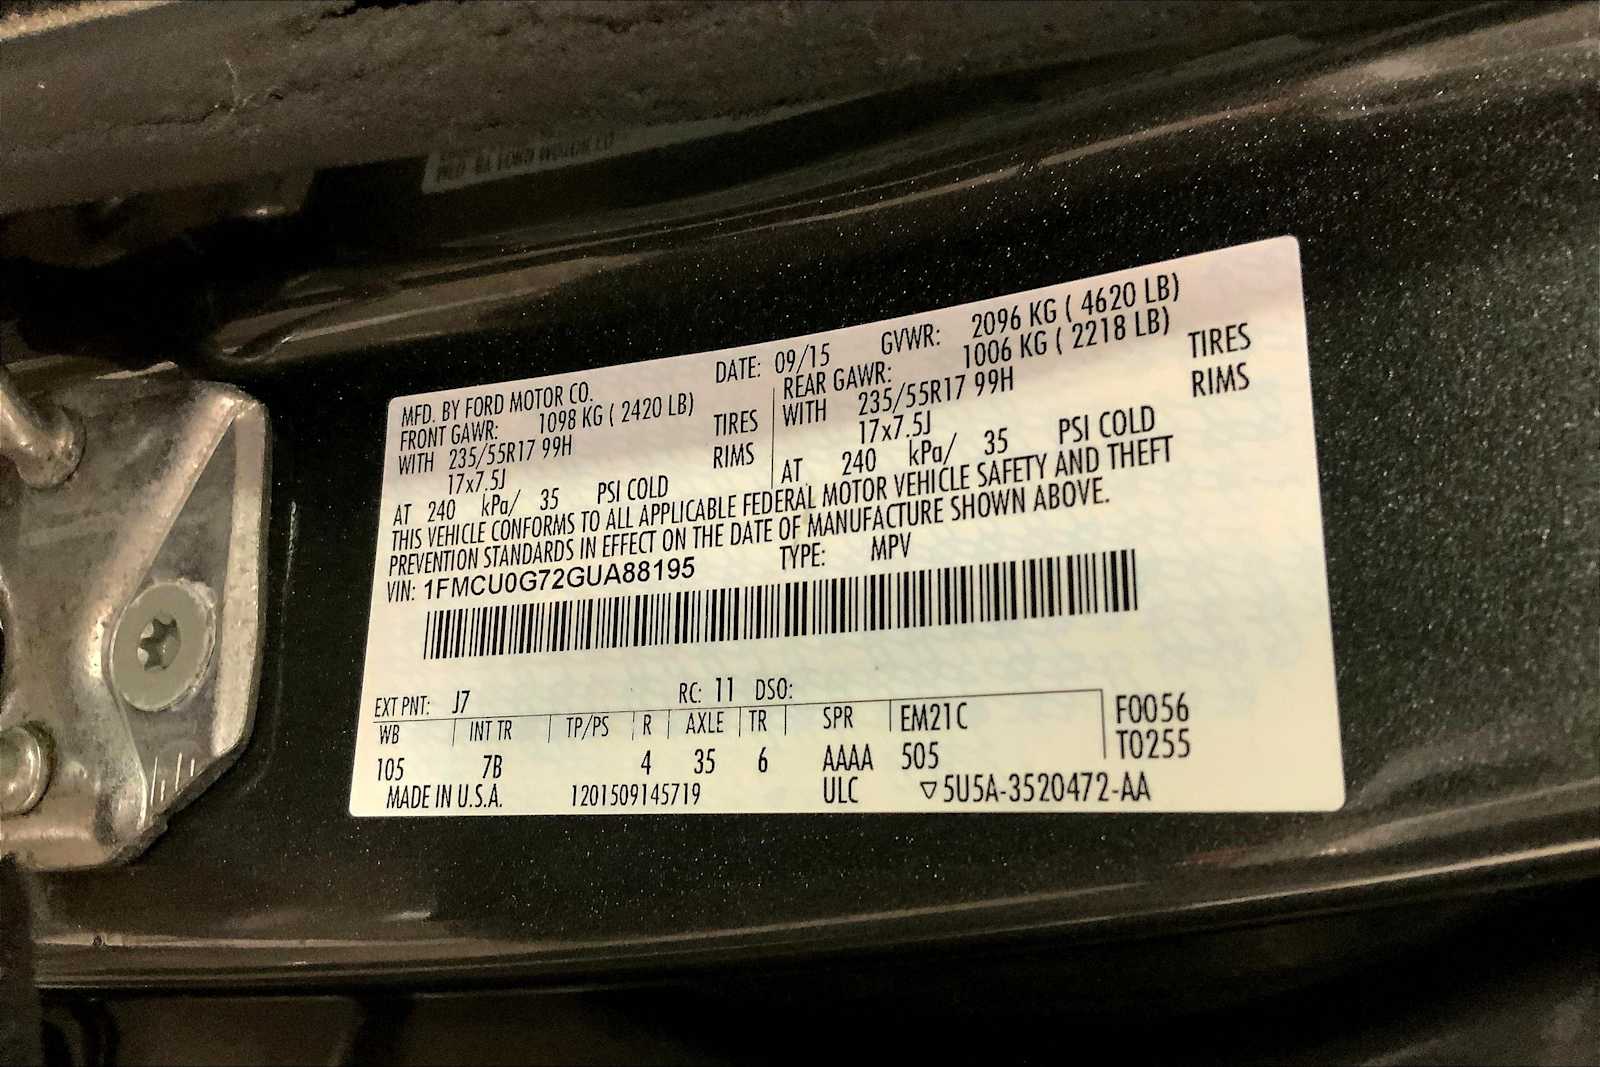 MFD. BY FORD MOTOR CO. DATE: 09/15 GVWR: 2096 KG ( 4620 LB)
FRONT GAWR: 1098 KG ( 2420 LB) REAR GAWR: 1006 KG ( 2218 LB)
WITH 235/55R17 99H TIRES WITH 235/55R17 99H TIRES
17x7.5J RIMS 17x7.5J RIMS
AT 240 kPa/ 35 PSI COLD AT 240 kPa/ 35 PSI COLD
THIS VEHICLE CONFORMS TO ALL APPLICABLE FEDERAL MOTOR VEHICLE SAFETY AND THEFT
PREVENTION STANDARDS IN EFFECT ON THE DATE OF MANUFACTURE SHOWN ABOVE.
VIN: 1FMCU0G72GUA88195 TYPE: MPV
EXT PNT: J7 RC: 11 DSO:
WB INT TR TP/PS R AXLE TR SPR EM21C F0056
105 7B 4 35 6 AAAA 505 T0255
MADE IN U.S.A. 1201509145719 ULC ▽5U5A-3520472-AA